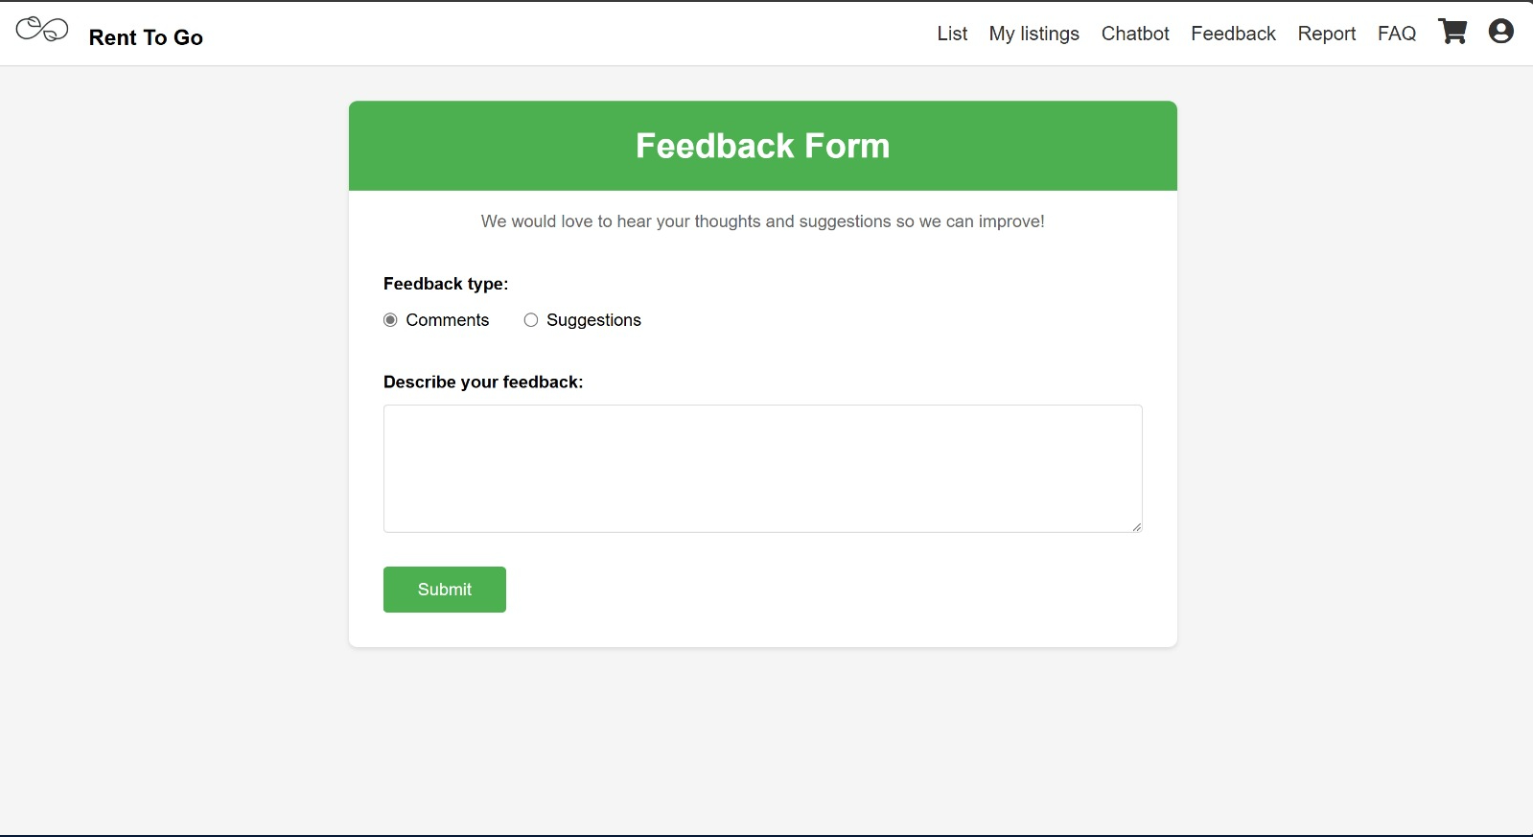 Rent To Go
List My listings Chatbot Feedback Report FAQ
Feedback Form
We would love to hear your thoughts and suggestions so we can improve!
Feedback type:
Comments Suggestions
Describe your feedback:
Submit